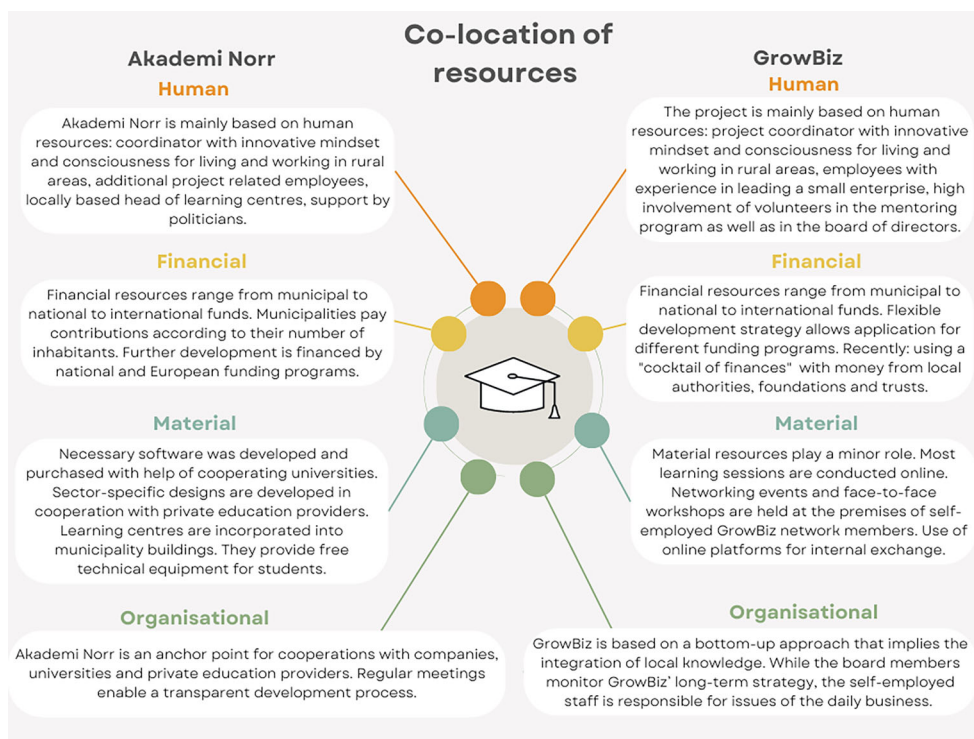 Co-location of
resources
Akademi Norr
Human
Akademi Norr is mainly based on human
resources: coordinator with innovative mindset
and consciousness for living and working in rural
areas, additional project related employees,
locally based head of learning centres, support by
politicians.
Financial
Financial resources range from municipal to
national to international funds. Municipalities pay
contributions according to their number of
inhabitants. Further development is financed by
national and European funding programs.
Material
Necessary software was developed and
purchased with help of cooperating universities.
Sector-specific designs are developed in
cooperation with private education providers.
Learning centres are incorporated into
municipality buildings. They provide free
technical equipment for students.
Organisational
Akademi Norr is an anchor point for cooperations with companies,
universities and private education providers. Regular meetings
enable a transparent development process.
GrowBiz
Human
The project is mainly based on human
resources: project coordinator with innovative
mindset and consciousness for living and
working in rural areas, employees with
experience in leading a small enterprise, high
involvement of volunteers in the mentoring
program as well as in the board of directors.
Financial
Financial resources range from municipal to
national to international funds. Flexible
development strategy allows application for
different funding programs. Recently: using a
"cocktail of finances" with money from local
authorities, foundations and trusts.
Material
Material resources play a minor role. Most
learning sessions are conducted online.
Networking events and face-to-face
workshops are held at the premises of self-
employed GrowBiz network members. Use of
online platforms for internal exchange.
Organisational
GrowBiz is based on a bottom-up approach that implies the
integration of local knowledge. While the board members
monitor GrowBiz' long-term strategy, the self-employed
staff is responsible for issues of the daily business.